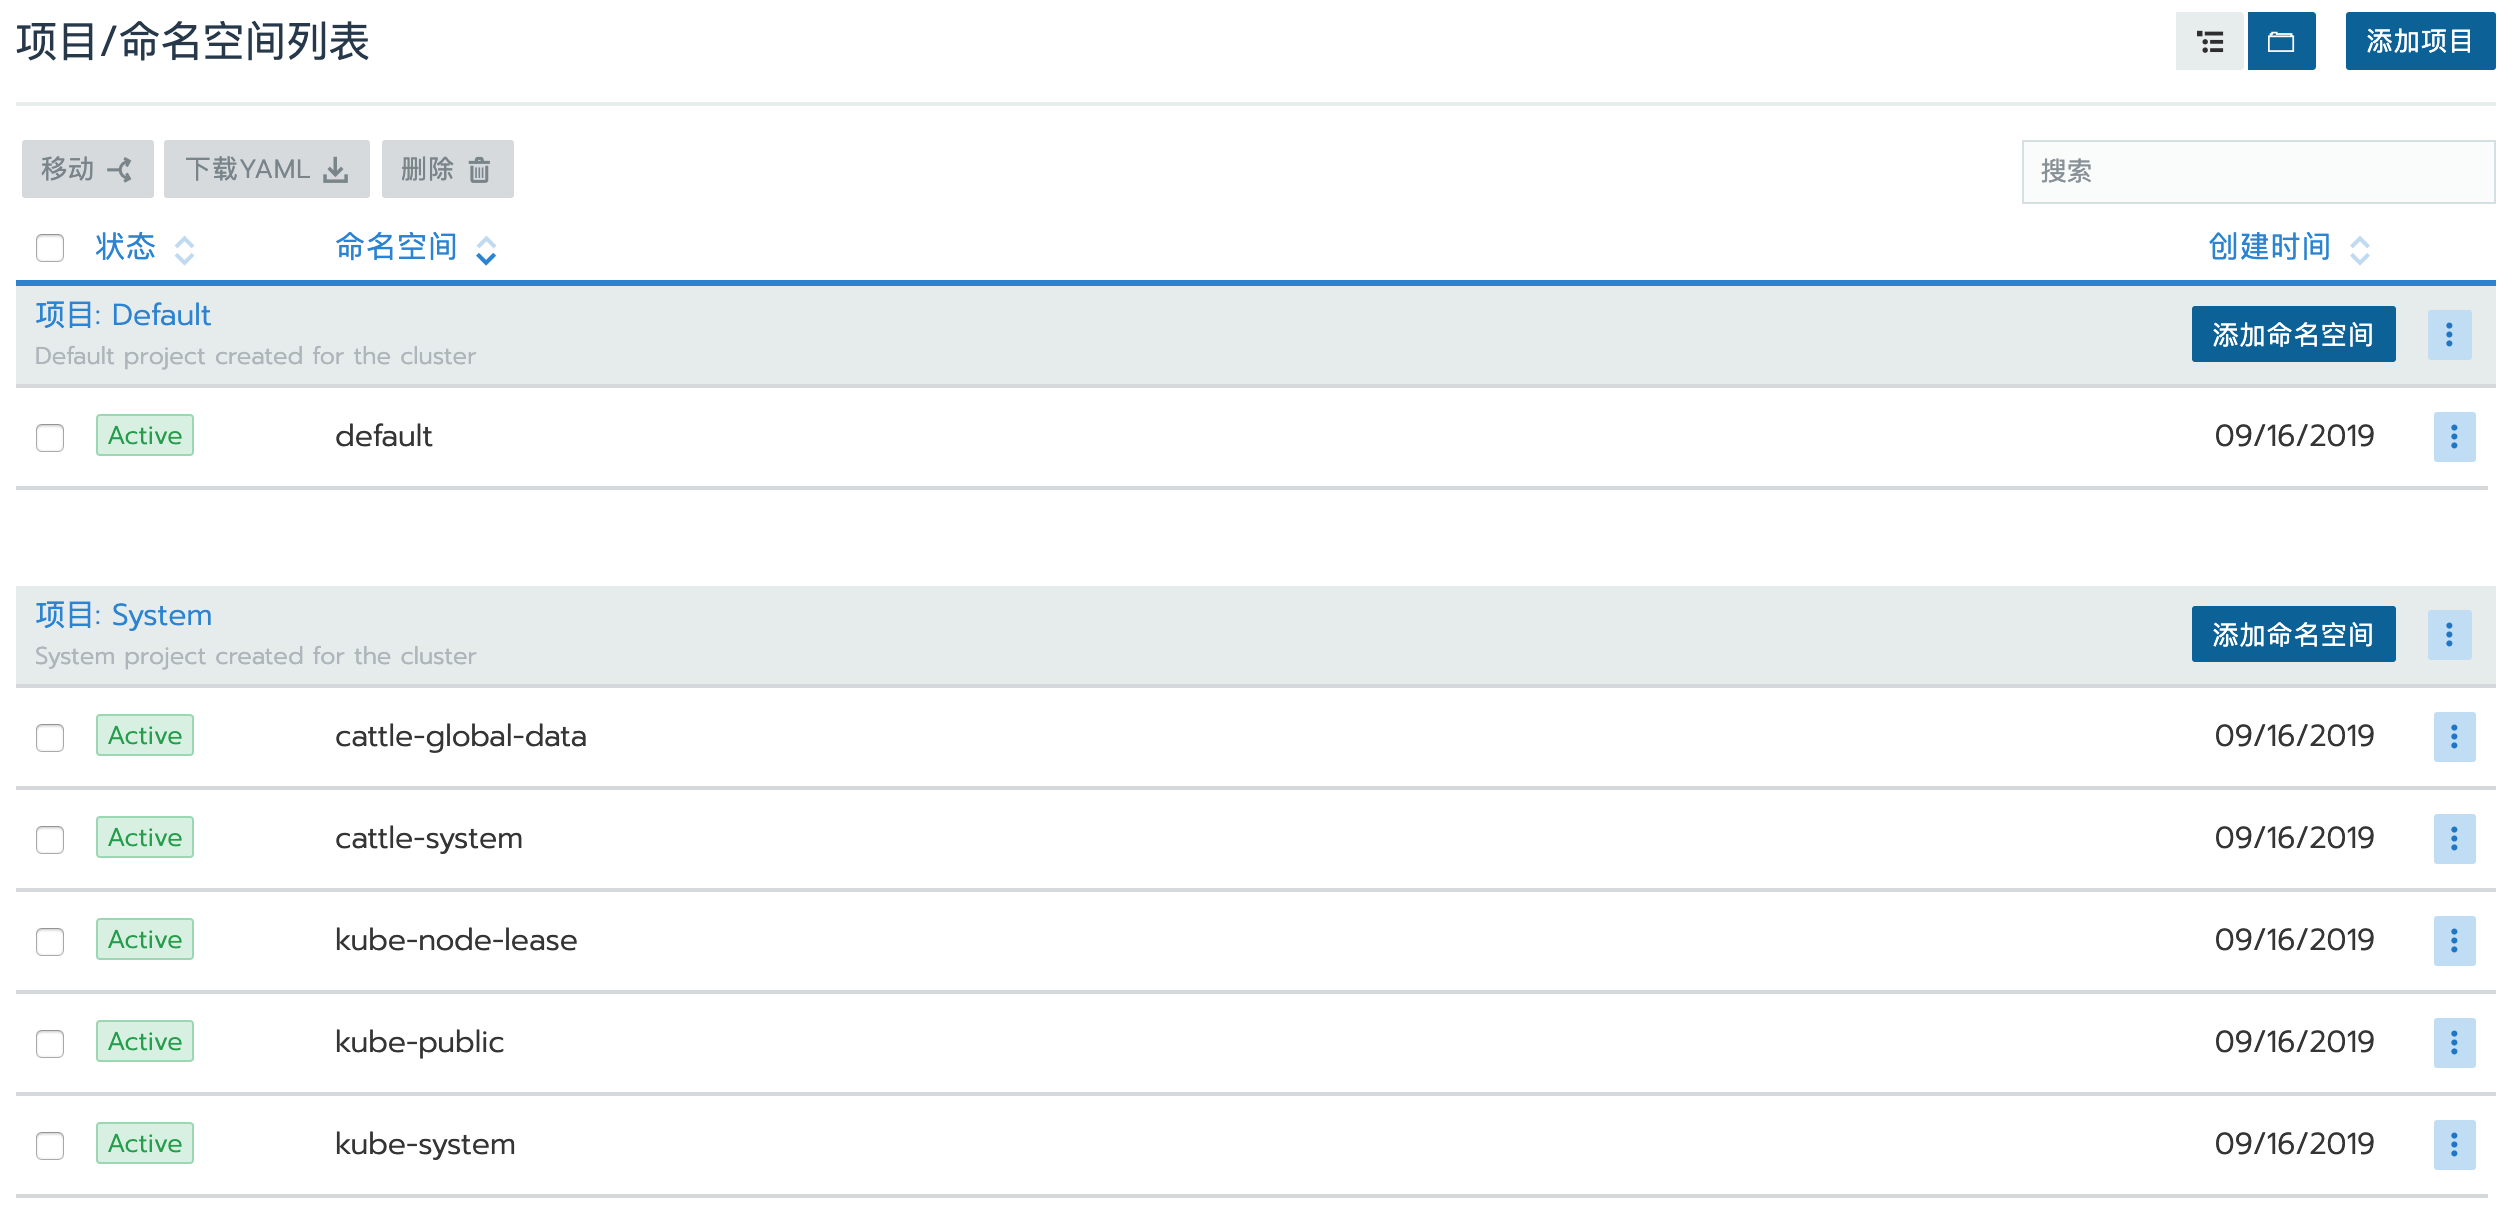 项目/命名空间列表
添加项目
移动 下载YAML 删除
搜索
状态 命名空间 创建时间
项目: Default
Default project created for the cluster
添加命名空间
Active default 09/16/2019
项目: System
System project created for the cluster
添加命名空间
Active cattle-global-data 09/16/2019
Active cattle-system 09/16/2019
Active kube-node-lease 09/16/2019
Active kube-public 09/16/2019
Active kube-system 09/16/2019